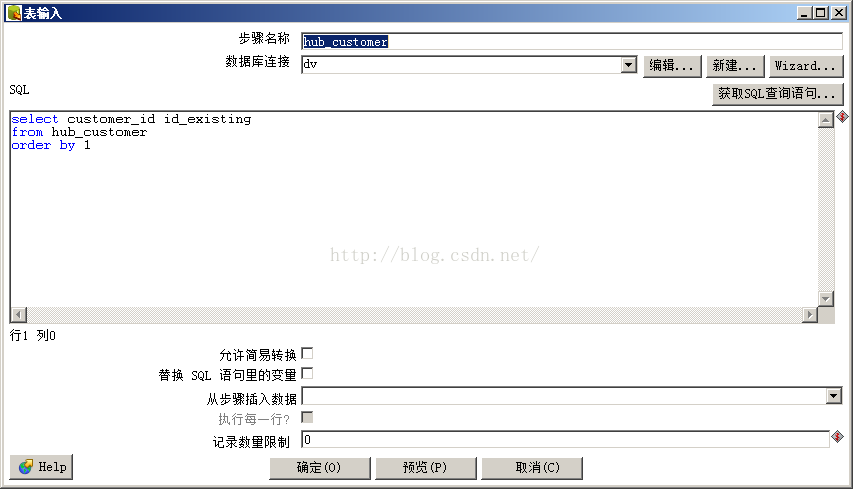 表输入
步骤名称 hub_customer
数据库连接 dv 编辑... 新建... Wizard...
SQL 获取SQL查询语句...
select customer_id id_existing
from hub_customer
order by 1
http://blog.csdn.net/
行1 列0
允许简易转换
替换 SQL 语句里的变量
从步骤插入数据
执行每一行?
记录数量限制 0
Help 确定(O) 预览(P) 取消(C)